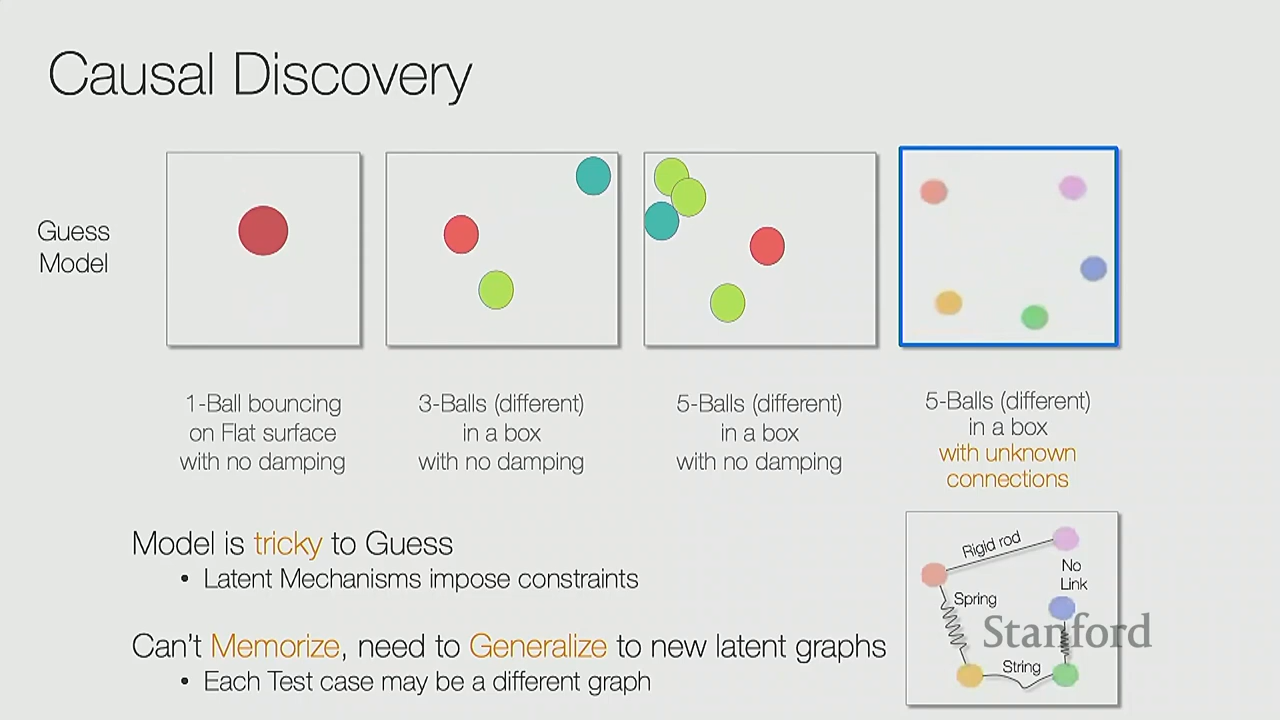 Causal Discovery
Guess
Model
1-Ball bouncing
on Flat surface
with no damping
3-Balls (different)
in a box
with no damping
5-Balls (different)
in a box
with no damping
5-Balls (different)
in a box
with unknown
connections
Model is tricky to Guess
• Latent Mechanisms impose constraints
Can't Memorize, need to Generalize to new latent graphs
• Each Test case may be a different graph
Rigid rod
No
Link
Spring
Stanford
String